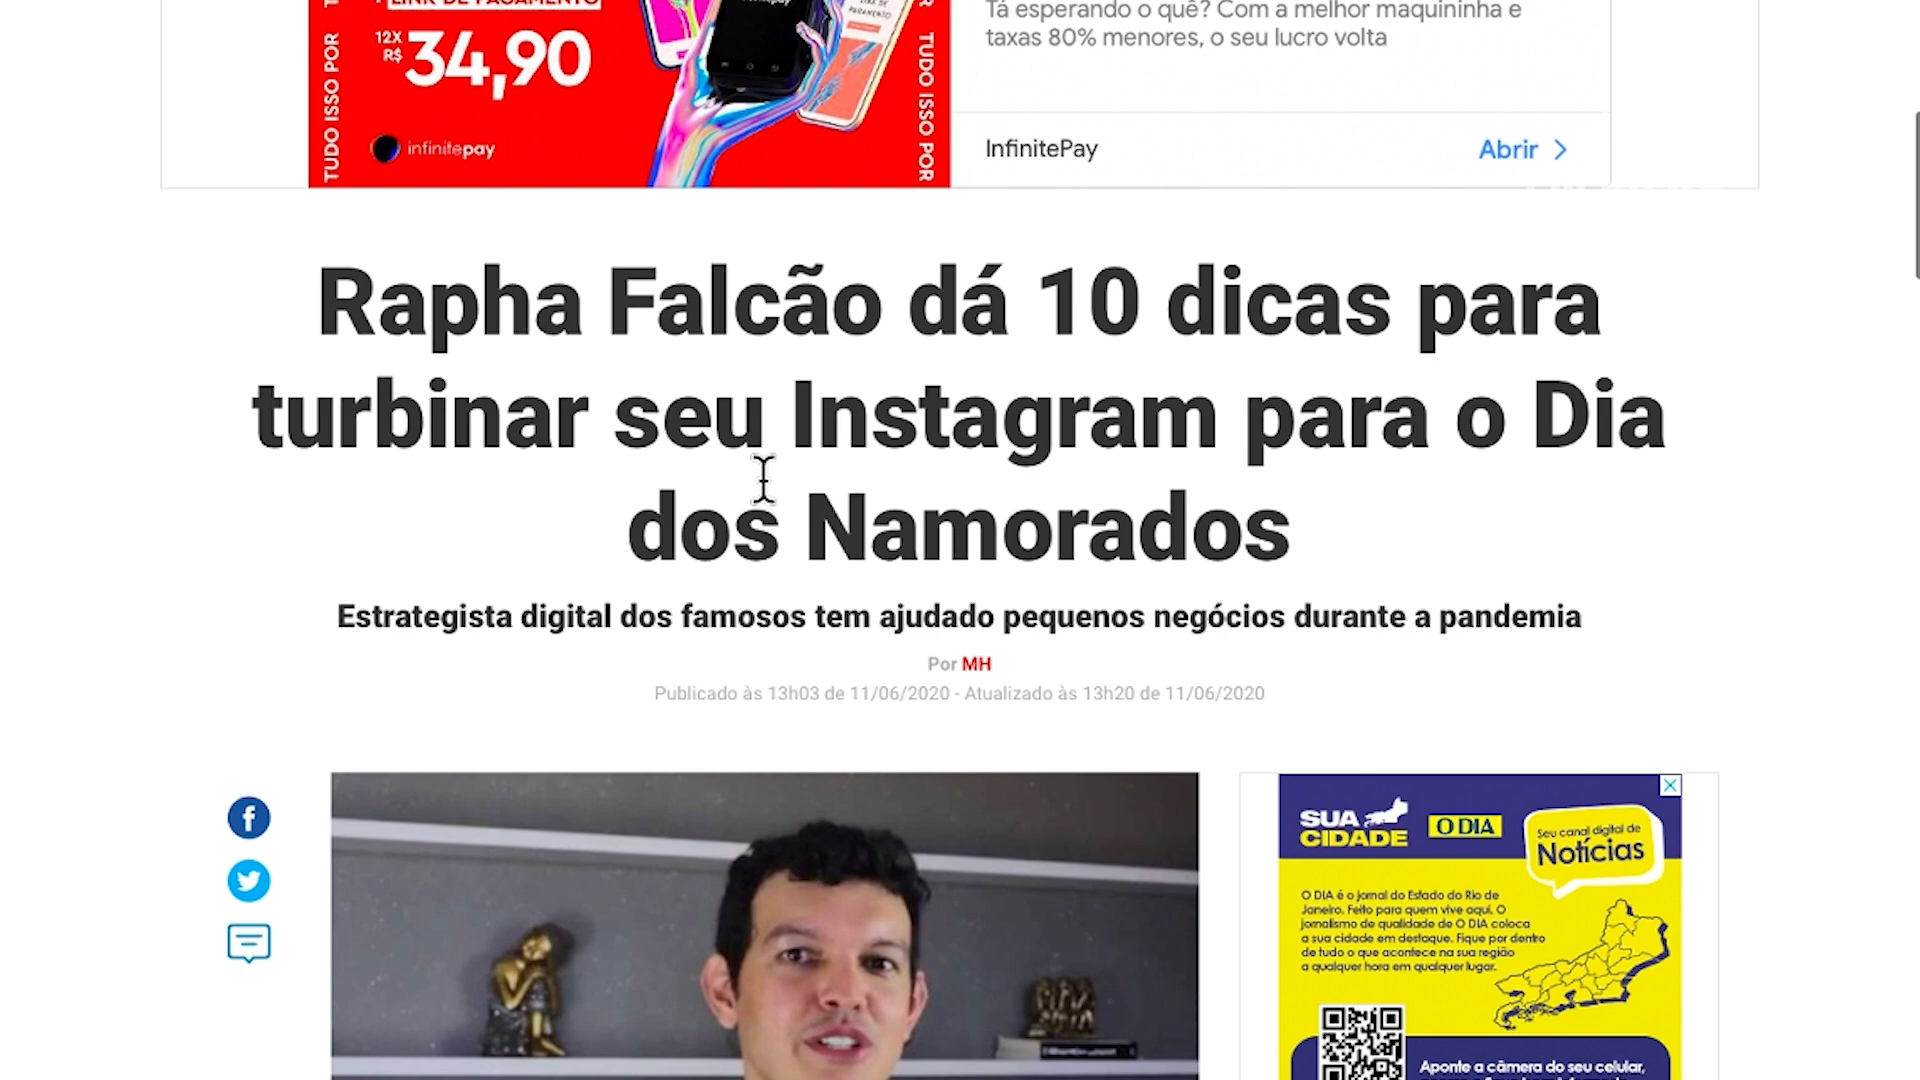 LINK DE PAGAMENTO
12X
R$ 34,90
TUDO ISSO POR
TUDO ISSO POR
infinitepay
Tá esperando o quê? Com a melhor maquininha e
taxas 80% menores, o seu lucro volta
InfinitePay
Abrir
Rapha Falcão dá 10 dicas para
turbinar seu Instagram para o Dia
dos Namorados
Estrategista digital dos famosos tem ajudado pequenos negócios durante a pandemia
Por MH
Publicado às 13h03 de 11/06/2020 - Atualizado às 13h20 de 11/06/2020
SUA
CIDADE
O DIA
Seu canal digital de
Notícias
O DIA é o jornal do Estado do Rio de
Janeiro. Feito para quem vive aqui. O
jornalismo de qualidade de O DIA coloca
a sua cidade em destaque. Fique por dentro
de tudo o que acontece na sua região
a qualquer hora em qualquer lugar.
Aponte a câmera do seu celular,